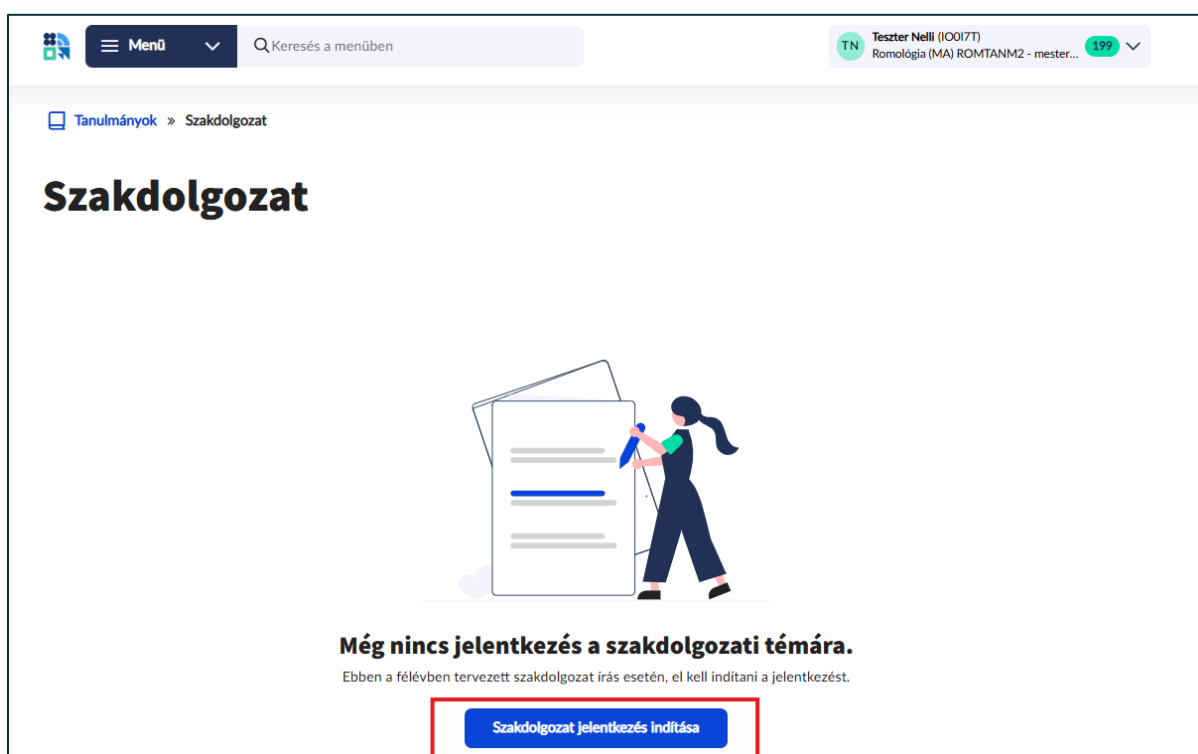 Menü
Keresés a menüben
TN
Teszter Nelli (IO0I7T)
Romológia (MA) ROMTANM2 - mester...
199
Tanulmányok » Szakdolgozat
Szakdolgozat
Még nincs jelentkezés a szakdolgozati témára.
Ebben a félévben tervezett szakdolgozat írás esetén, el kell indítani a jelentkezést.
Szakdolgozat jelentkezés indítása